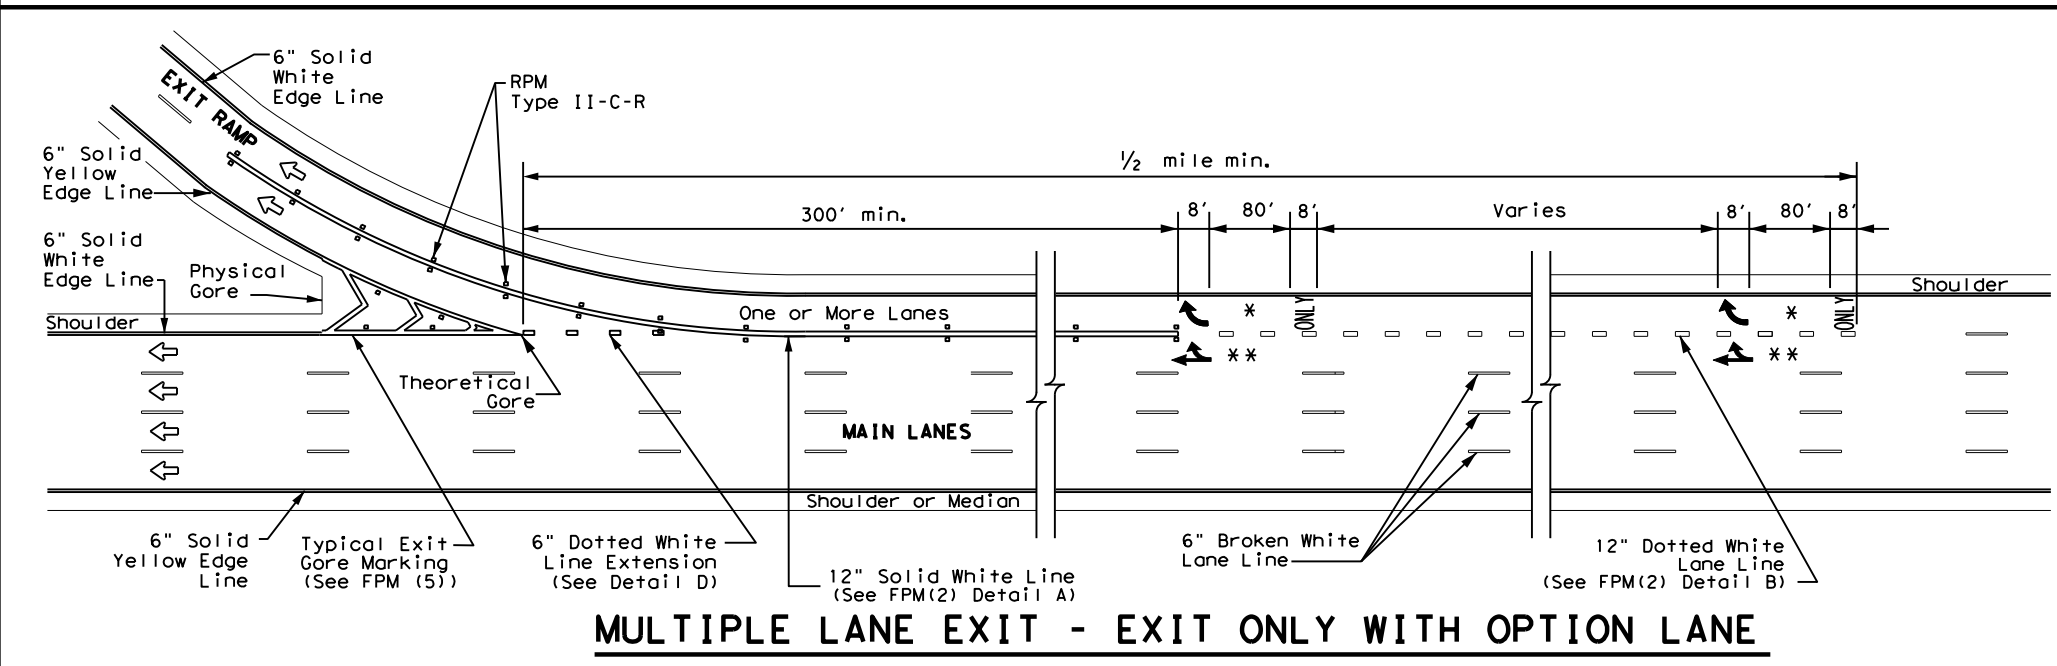 6" Solid
White
Edge Line
EXIT RAMP
RPM
Type II-C-R
6" Solid
Yellow
Edge Line
6" Solid
White
Edge Line
Physical
Gore
Shoulder
1/2 mile min.
300' min.
8'
80'
8'
Varies
8'
80'
8'
Shoulder
One or More Lanes
*
ONLY
**
*
ONLY
**
Theoretical
Gore
MAIN LANES
Shoulder or Median
6" Solid
Yellow Edge
Line
Typical Exit
Gore Marking
(See FPM (5))
6" Dotted White
Line Extension
(See Detail D)
12" Solid White Line
(See FPM(2) Detail A)
6" Broken White
Lane Line
12" Dotted White
Lane Line
(See FPM(2) Detail B)
MULTIPLE LANE EXIT - EXIT ONLY WITH OPTION LANE